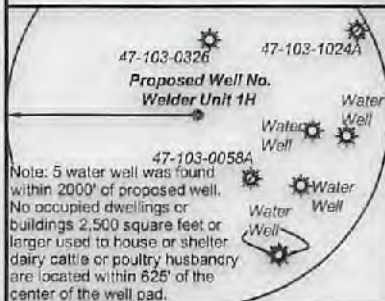 47-103-0326
47-103-1024A
Proposed Well No.
Welder Unit 1H
Water
Well
Water
Well
47-103-0058A
Water
Well
Water
Well
Note: 5 water well was found
within 2000' of proposed well.
No occupied dwellings or
buildings 2,500 square feet or
larger used to house or shelter
dairy cattle or poultry husbandry
are located within 625' of the
center of the well pad.